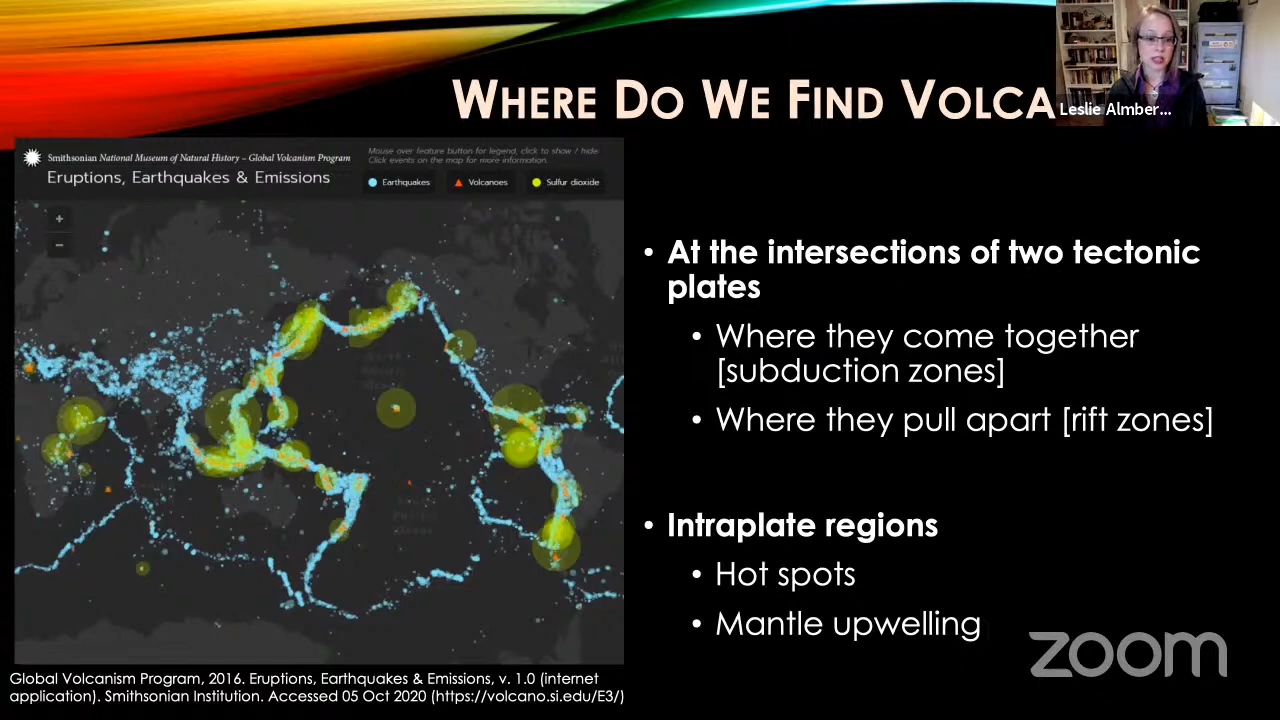 WHERE DO WE FIND VOLCA
Leslie Almber...
Smithsonian National Museum of Natural History – Global Volcanism Program
Eruptions, Earthquakes & Emissions
Mouse over feature button for legend, click to show / hide.
Click events on the map for more information.
Earthquakes
Volcanoes
Sulfur dioxide
+
−
• At the intersections of two tectonic
plates
• Where they come together
[subduction zones]
• Where they pull apart [rift zones]
• Intraplate regions
• Hot spots
• Mantle upwelling
zoom
Global Volcanism Program, 2016. Eruptions, Earthquakes & Emissions, v. 1.0 (internet
application). Smithsonian Institution. Accessed 05 Oct 2020 (https://volcano.si.edu/E3/)